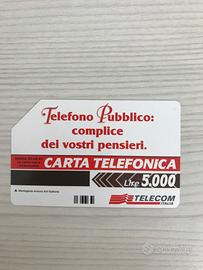 Telefono Pubblico:
complice
dei vostri pensieri.
CARTA TELEFONICA
Lire 5.000
TELECOM
ITALIA